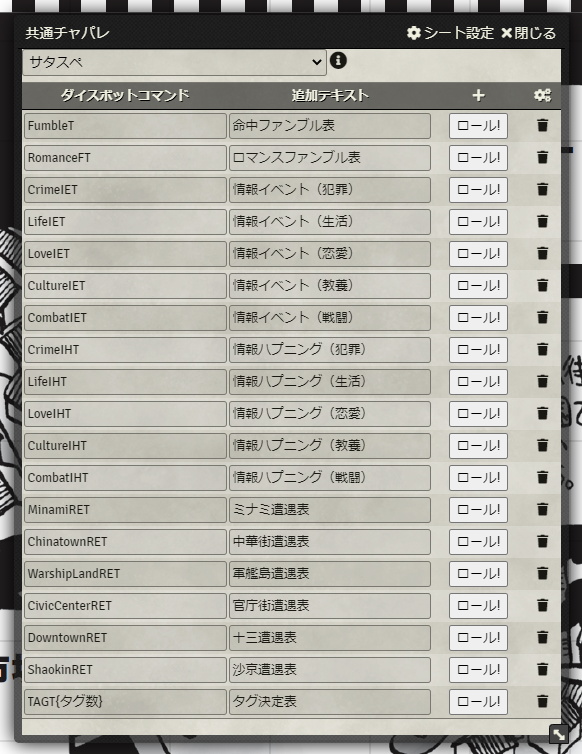 共通チャパレ シート設定 閉じる
サタスペ
ダイスボットコマンド 追加テキスト
FumbleT 命中ファンブル表 ロール!
RomanceFT ロマンスファンブル表 ロール!
CrimeIET 情報イベント（犯罪） ロール!
LifeIET 情報イベント（生活） ロール!
LoveIET 情報イベント（恋愛） ロール!
CultureIET 情報イベント（教養） ロール!
CombatIET 情報イベント（戦闘） ロール!
CrimeIHT 情報ハプニング（犯罪） ロール!
LifeIHT 情報ハプニング（生活） ロール!
LoveIHT 情報ハプニング（恋愛） ロール!
CultureIHT 情報ハプニング（教養） ロール!
CombatIHT 情報ハプニング（戦闘） ロール!
MinamiRET ミナミ遭遇表 ロール!
ChinatownRET 中華街遭遇表 ロール!
WarshipLandRET 軍艦島遭遇表 ロール!
CivicCenterRET 官庁街遭遇表 ロール!
DowntownRET 十三遭遇表 ロール!
ShaokinRET 沙京遭遇表 ロール!
TAGT{タグ数} タグ決定表 ロール!